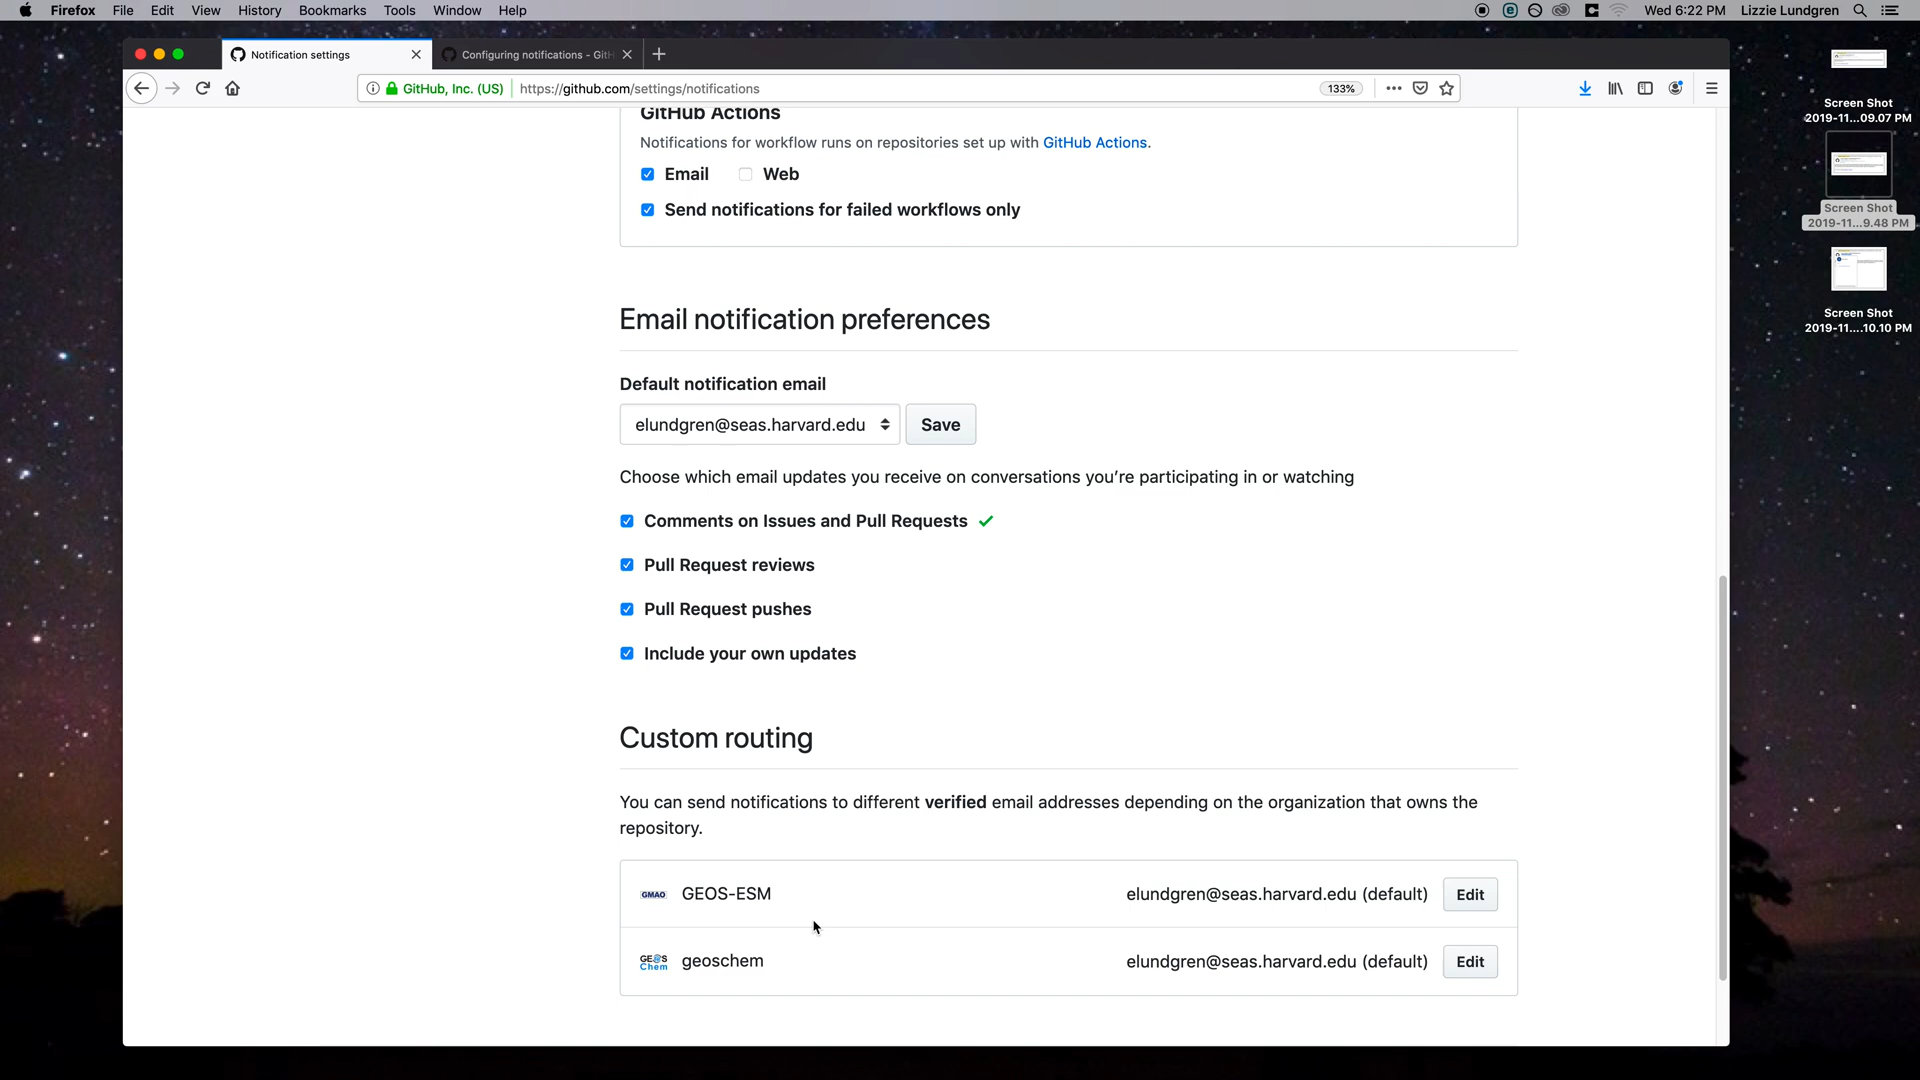 Firefox File Edit View History Bookmarks Tools Window Help
Wed 6:22 PM Lizzie Lundgren
Notification settings
Configuring notifications - GitH
GitHub, Inc. (US) https://github.com/settings/notifications 133%
GitHub Actions
Notifications for workflow runs on repositories set up with GitHub Actions.
Email Web
Send notifications for failed workflows only
Email notification preferences
Default notification email
elundgren@seas.harvard.edu Save
Choose which email updates you receive on conversations you're participating in or watching
Comments on Issues and Pull Requests
Pull Request reviews
Pull Request pushes
Include your own updates
Custom routing
You can send notifications to different verified email addresses depending on the organization that owns the
repository.
GMAO GEOS-ESM elundgren@seas.harvard.edu (default) Edit
GEOS
Chem
geoschem elundgren@seas.harvard.edu (default) Edit
Screen Shot
2019-11...09.07 PM
Screen Shot
2019-11...9.48 PM
Screen Shot
2019-11....10.10 PM